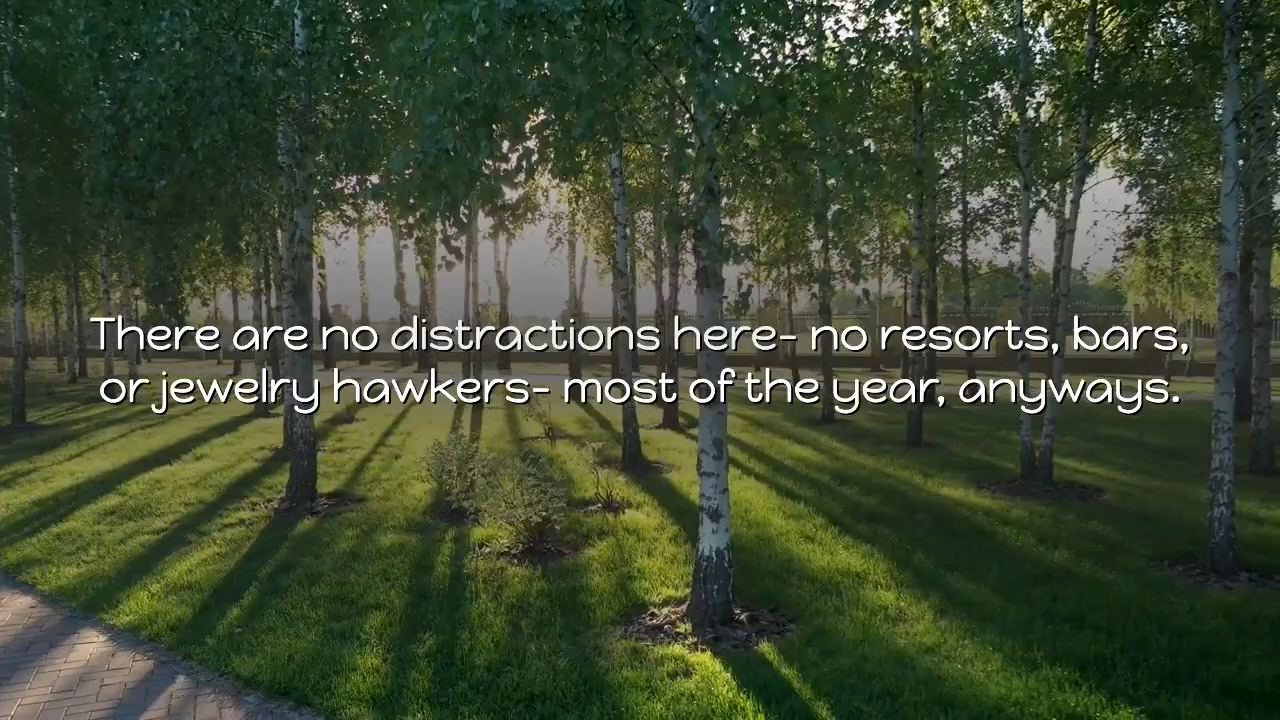 There are no distractions here- no resorts, bars,
or jewelry hawkers- most of the year, anyways.